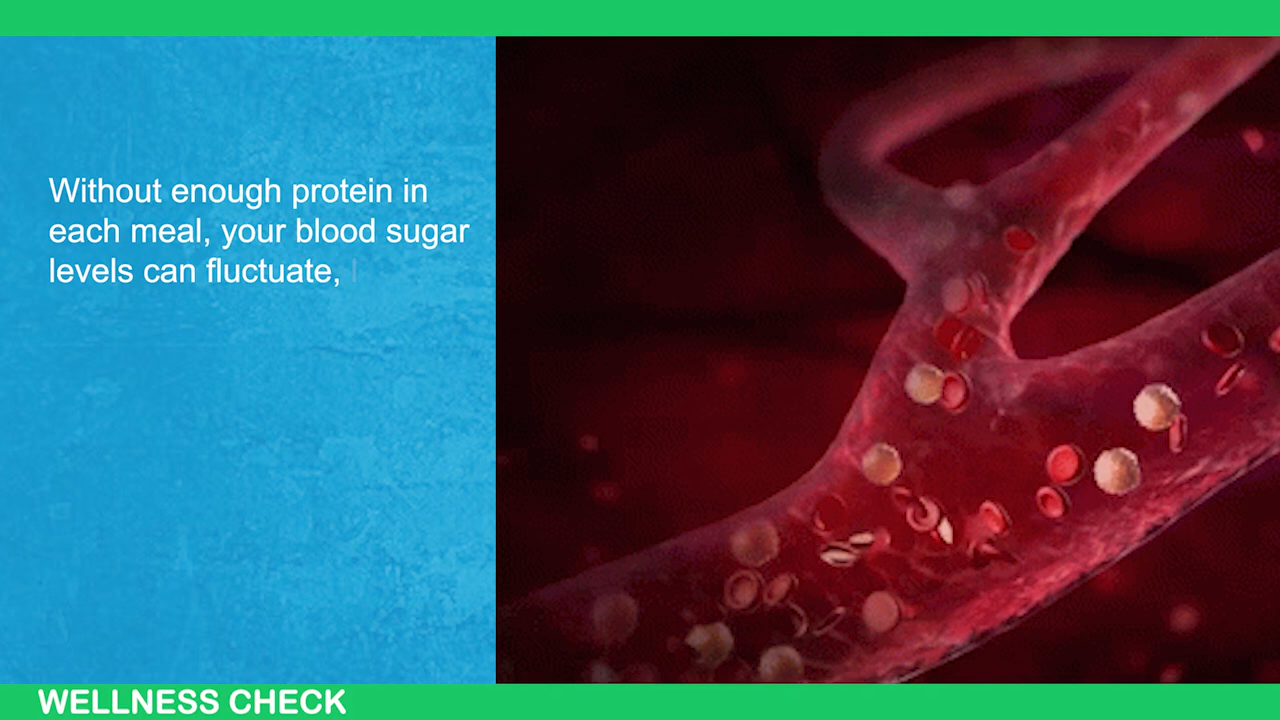 Without enough protein in
each meal, your blood sugar
levels can fluctuate,
WELLNESS CHECK